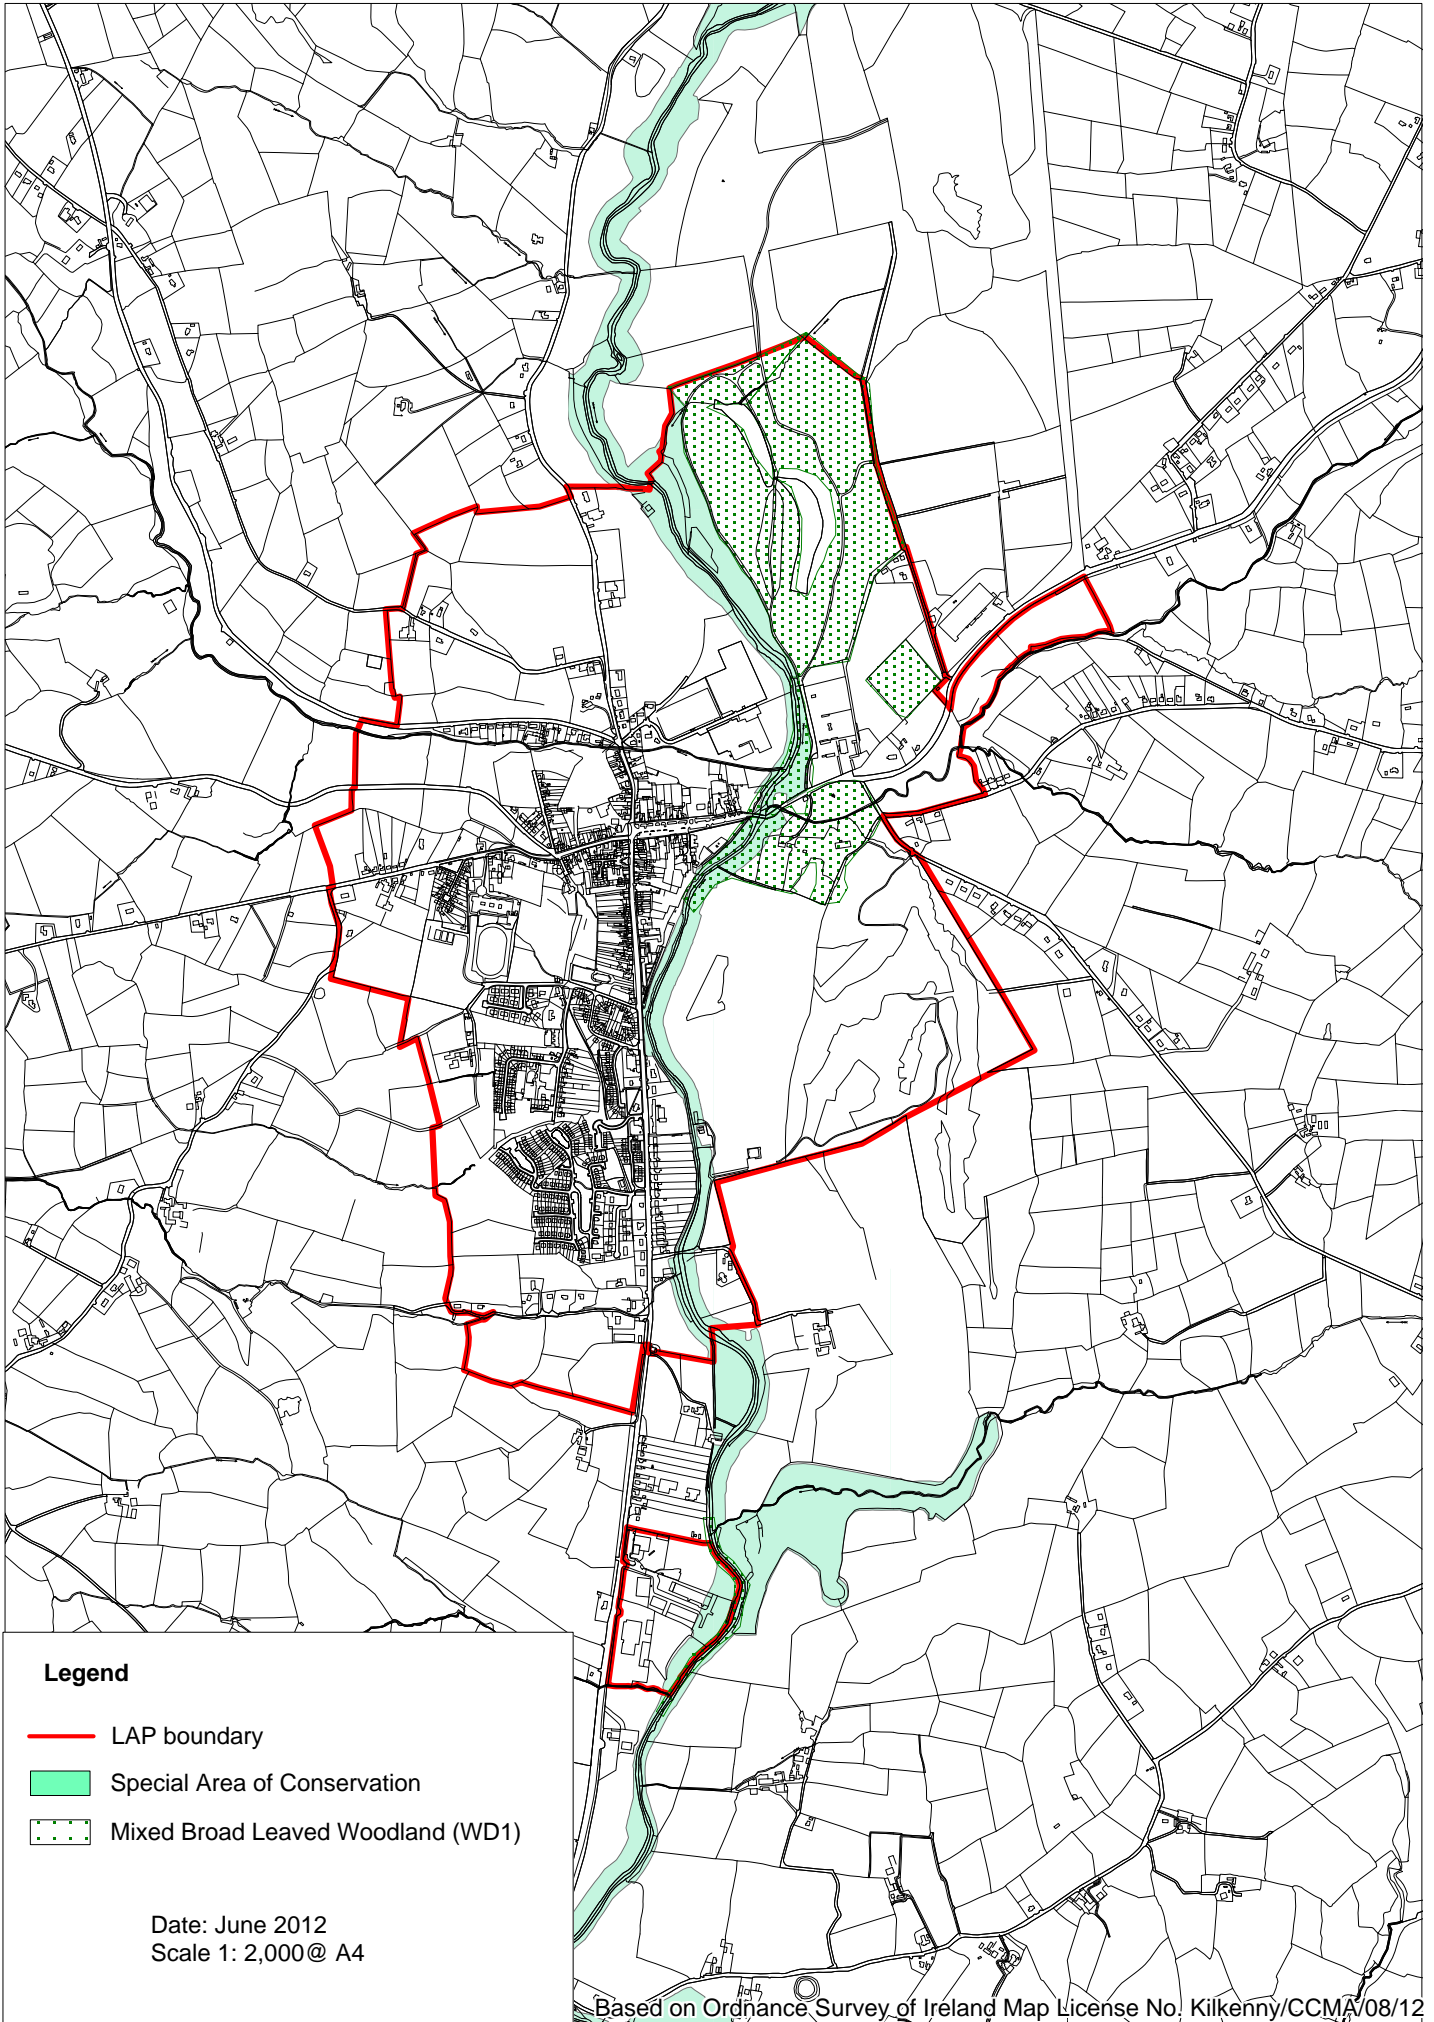 Legend
LAP boundary
Special Area of Conservation
Mixed Broad Leaved Woodland (WD1)
Date: June 2012
Scale 1: 2,000@ A4
Based on Ordnance Survey of Ireland Map License No. Kilkenny/CCMA/08/12